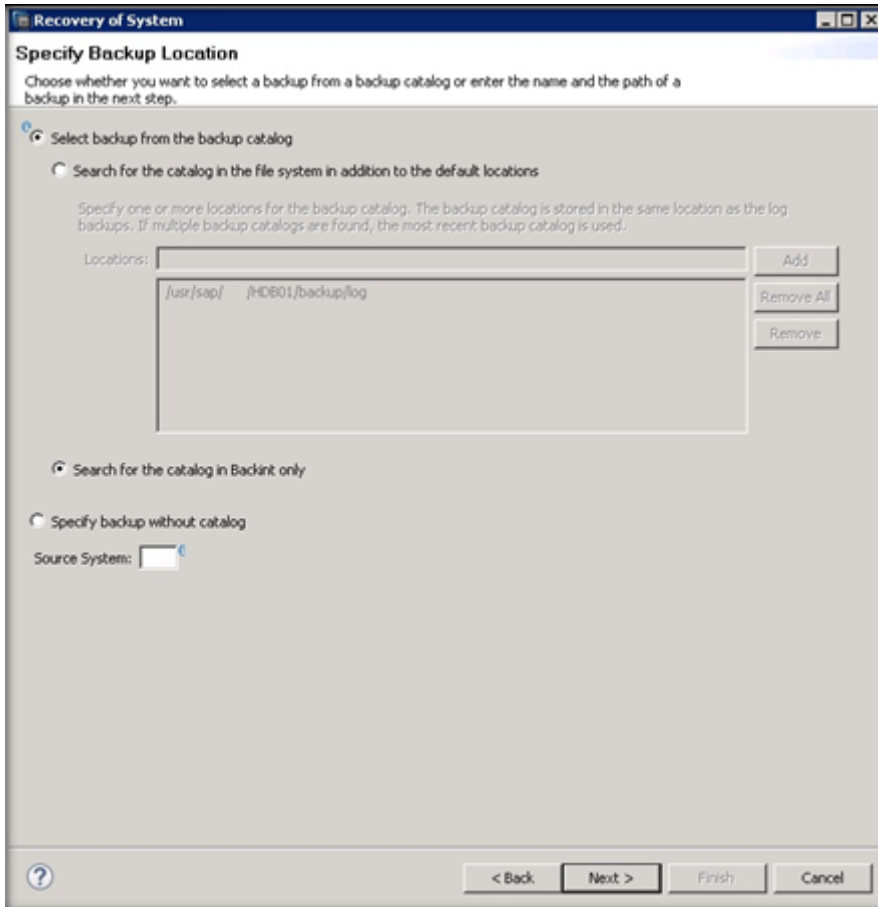 Recovery of System
Specify Backup Location
Choose whether you want to select a backup from a backup catalog or enter the name and the path of a
backup in the next step.
Select backup from the backup catalog
Search for the catalog in the file system in addition to the default locations
Specify one or more locations for the backup catalog. The backup catalog is stored in the same location as the log
backups. If multiple backup catalogs are found, the most recent backup catalog is used.
Locations:
Add
/usr/sap/ /HDB01/backup/log
Remove All
Remove
Search for the catalog in Backint only
Specify backup without catalog
Source System:
?
< Back
Next >
Finish
Cancel